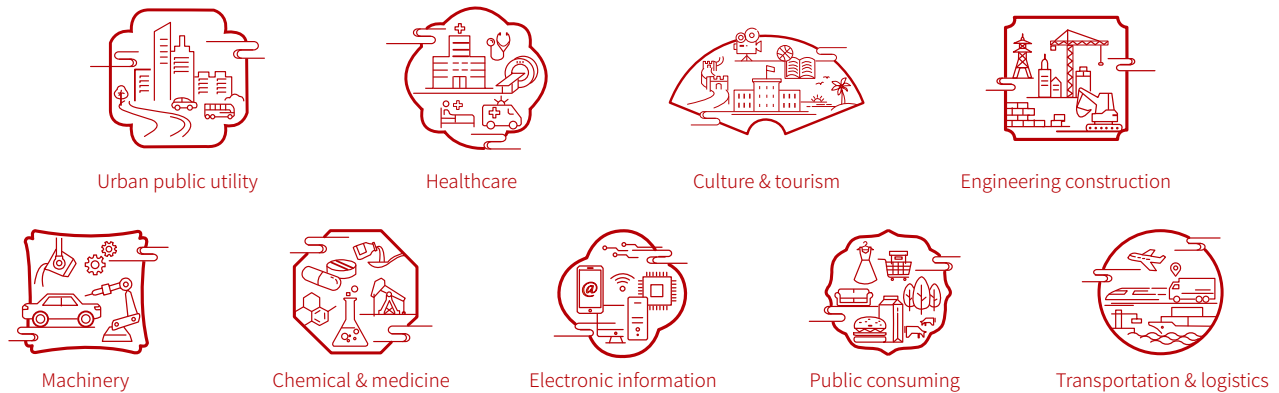 Urban public utility
Healthcare
Culture & tourism
Engineering construction
@
Machinery
Chemical & medicine
Electronic information
Public consuming
Transportation & logistics